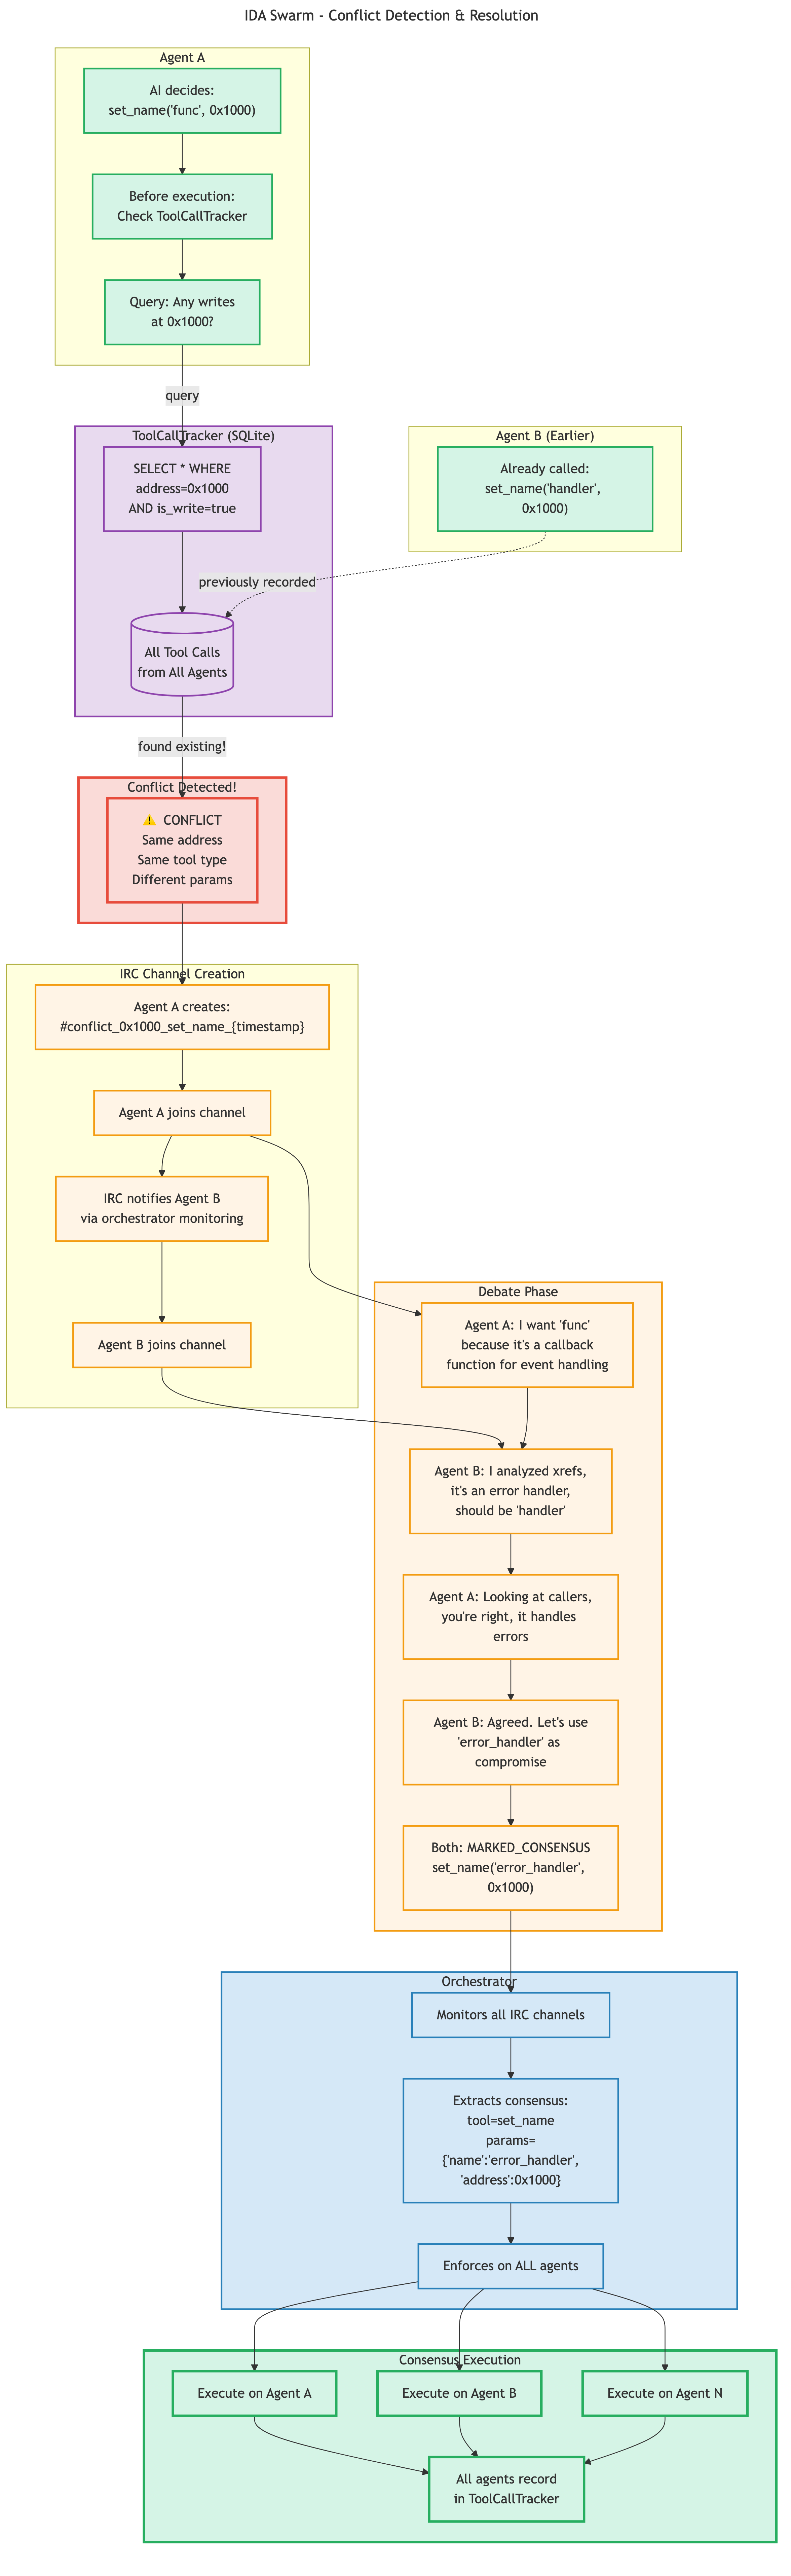 IDA Swarm - Conflict Detection & Resolution
Agent A
AI decides:
set_name('func', 0x1000)
Before execution:
Check ToolCallTracker
Query: Any writes
at 0x1000?
query
ToolCallTracker (SQLite)
SELECT * WHERE
address=0x1000
AND is_write=true
Agent B (Earlier)
Already called:
set_name('handler',
0x1000)
previously recorded
All Tool Calls
from All Agents
found existing!
Conflict Detected!
⚠️ CONFLICT
Same address
Same tool type
Different params
IRC Channel Creation
Agent A creates:
#conflict_0x1000_set_name_{timestamp}
Agent A joins channel
IRC notifies Agent B
via orchestrator monitoring
Agent B joins channel
Debate Phase
Agent A: I want 'func'
because it's a callback
function for event handling
Agent B: I analyzed xrefs,
it's an error handler,
should be 'handler'
Agent A: Looking at callers,
you're right, it handles
errors
Agent B: Agreed. Let's use
'error_handler' as
compromise
Both: MARKED_CONSENSUS
set_name('error_handler',
0x1000)
Orchestrator
Monitors all IRC channels
Extracts consensus:
tool=set_name
params=
{'name':'error_handler',
'address':0x1000}
Enforces on ALL agents
Consensus Execution
Execute on Agent A
Execute on Agent B
Execute on Agent N
All agents record
in ToolCallTracker